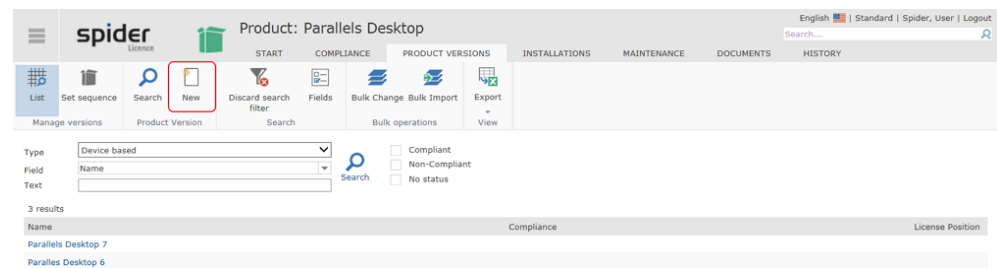 English | Standard | Spider, User | Logout
spider
Licence
Product: Parallels Desktop
Search...
START COMPLIANCE PRODUCT VERSIONS INSTALLATIONS MAINTENANCE DOCUMENTS HISTORY
List Set sequence Search New Discard search filter Fields Bulk Change Bulk Import Export
Manage versions Product Version Search Bulk operations View
Type Device based Compliant
Field Name Search Non-Compliant
Text No status
3 results
Name Compliance License Position
Parallels Desktop 7
Paralles Desktop 6